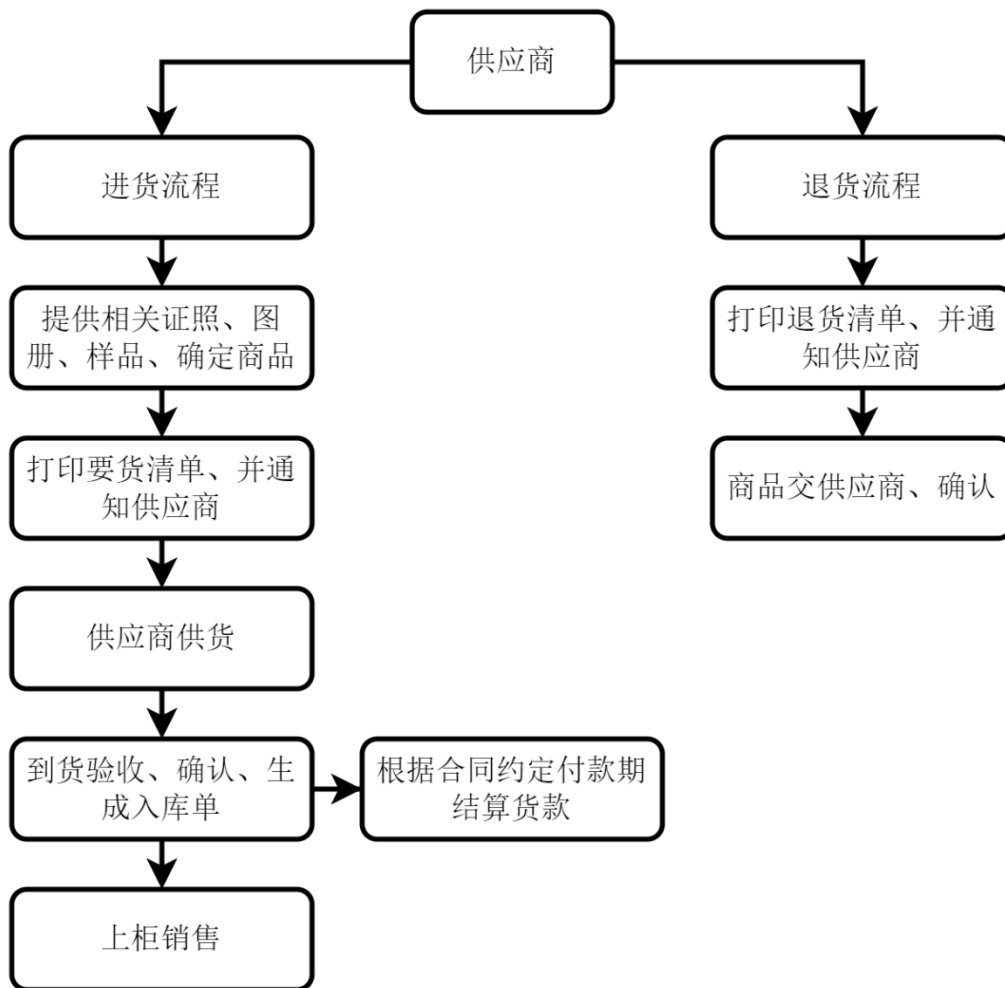 供应商
进货流程
退货流程
提供相关证照、图
册、样品、确定商品
打印退货清单、并通
知供应商
打印要货清单、并通
知供应商
商品交供应商、确认
供应商供货
到货验收、确认、生
成入库单
根据合同约定付款期
结算货款
上柜销售